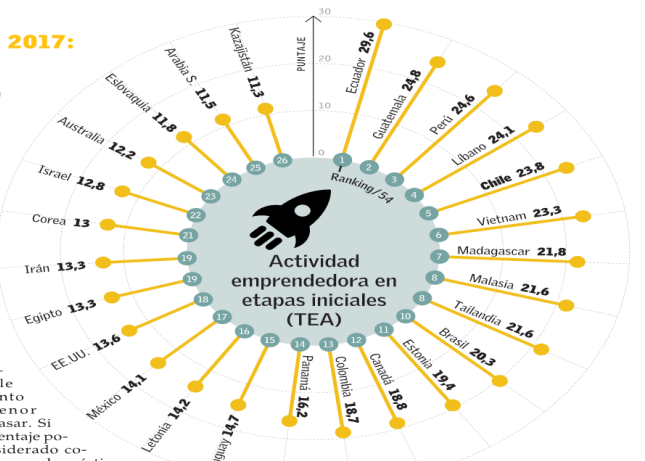 2017:
PUNTAJE
30
20
10
0
Ranking/54
1 Ecuador 29,6
2 Guatemala 24,8
3 Perú 24,6
4 Líbano 24,1
5 Chile 23,8
6 Vietnam 23,3
7 Madagascar 21,8
8 Malasia 21,6
8 Tailandia 21,6
10 Brasil 20,3
11 Estonia 19,4
12 Canadá 18,8
13 Colombia 18,7
14 Panamá 16,2
15 guay 14,7
16 Letonia 14,2
17 México 14,1
18 EE.UU. 13,6
19 Egipto 13,3
19 Irán 13,3
21 Corea 13
22 Israel 12,8
23 Australia 12,2
24 Eslovaquia 11,8
25 Arabia S. 11,5
26 Kazajistán 11,3
Actividad
emprendedora en
etapas iniciales
(TEA)
le
nto
enor
asar. Si
entaje po-
siderado co-